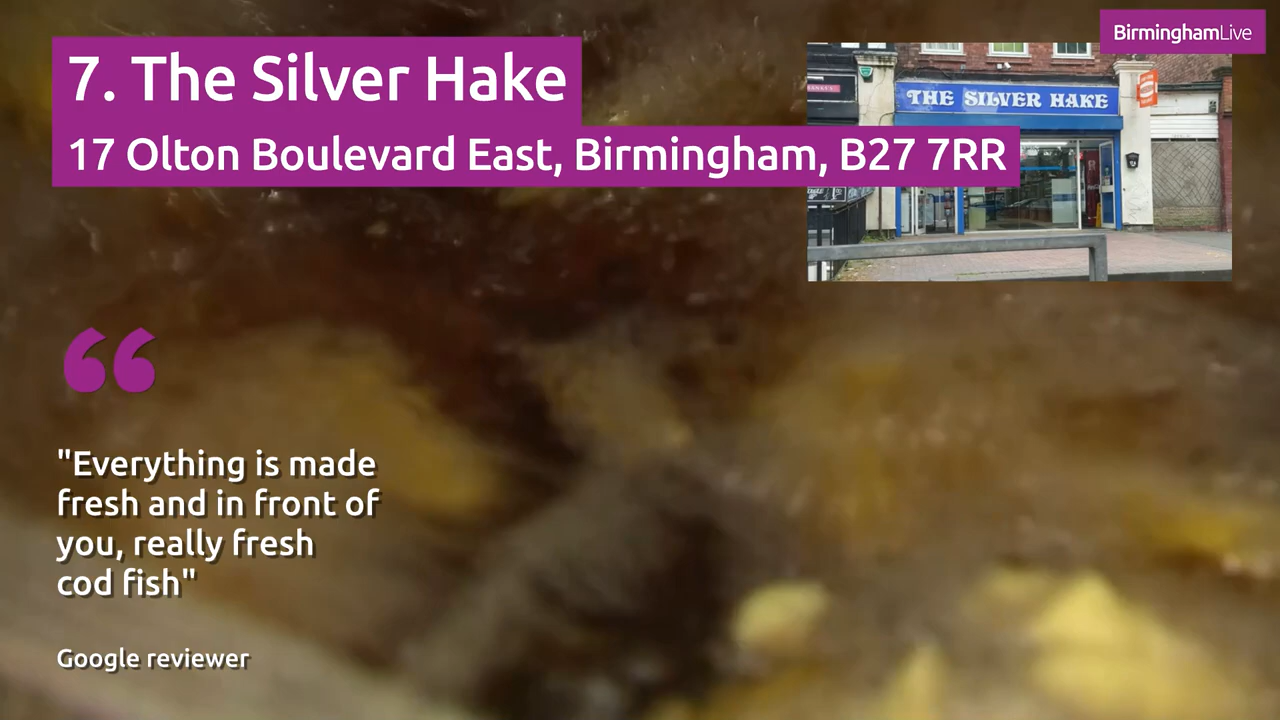 BirminghamLive
7. The Silver Hake
17 Olton Boulevard East, Birmingham, B27 7RR
THE SILVER HAKE
"Everything is made
fresh and in front of
you, really fresh
cod fish"
Google reviewer